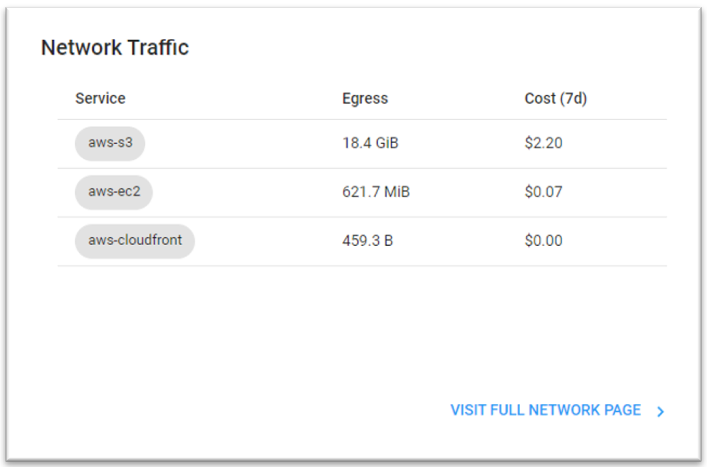 Network Traffic
Service Egress Cost (7d)
aws-s3 18.4 GiB $2.20
aws-ec2 621.7 MiB $0.07
aws-cloudfront 459.3 B $0.00
VISIT FULL NETWORK PAGE